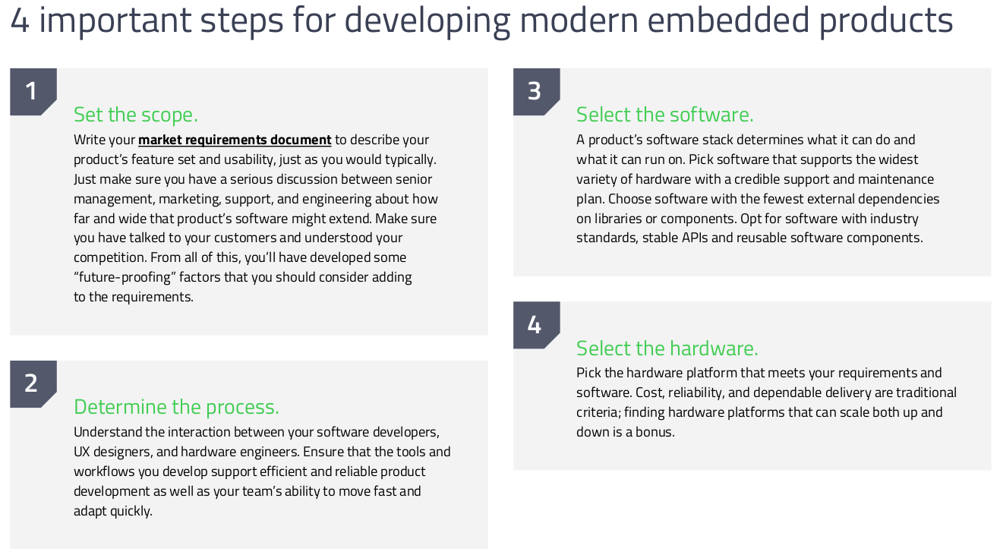 4 important steps for developing modern embedded products
1
Set the scope.
Write your market requirements document to describe your
product's feature set and usability, just as you would typically.
Just make sure you have a serious discussion between senior
management, marketing, support, and engineering about how
far and wide that product's software might extend. Make sure
you have talked to your customers and understood your
competition. From all of this, you'll have developed some
“future-proofing” factors that you should consider adding
to the requirements.
2
Determine the process.
Understand the interaction between your software developers,
UX designers, and hardware engineers. Ensure that the tools and
workflows you develop support efficient and reliable product
development as well as your team's ability to move fast and
adapt quickly.
3
Select the software.
A product's software stack determines what it can do and
what it can run on. Pick software that supports the widest
variety of hardware with a credible support and maintenance
plan. Choose software with the fewest external dependencies
on libraries or components. Opt for software with industry
standards, stable APIs and reusable software components.
4
Select the hardware.
Pick the hardware platform that meets your requirements and
software. Cost, reliability, and dependable delivery are traditional
criteria; finding hardware platforms that can scale both up and
down is a bonus.